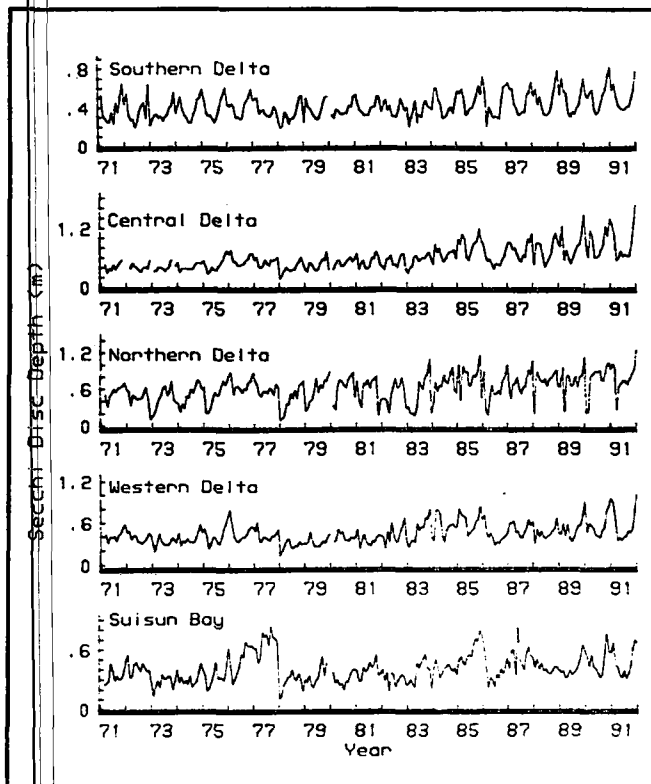 Secchi Disc Depth (m)
Southern Delta
.8
.4
0
71 73 75 77 79 81 83 85 87 89 91
Central Delta
1.2
0
71 73 75 77 79 81 83 85 87 89 91
Northern Delta
1.2
.6
0
71 73 75 77 79 81 83 85 87 89 91
Western Delta
1.2
.6
0
71 73 75 77 79 81 83 85 87 89 91
Suisun Bay
.6
0
71 73 75 77 79 81 83 85 87 89 91
Year